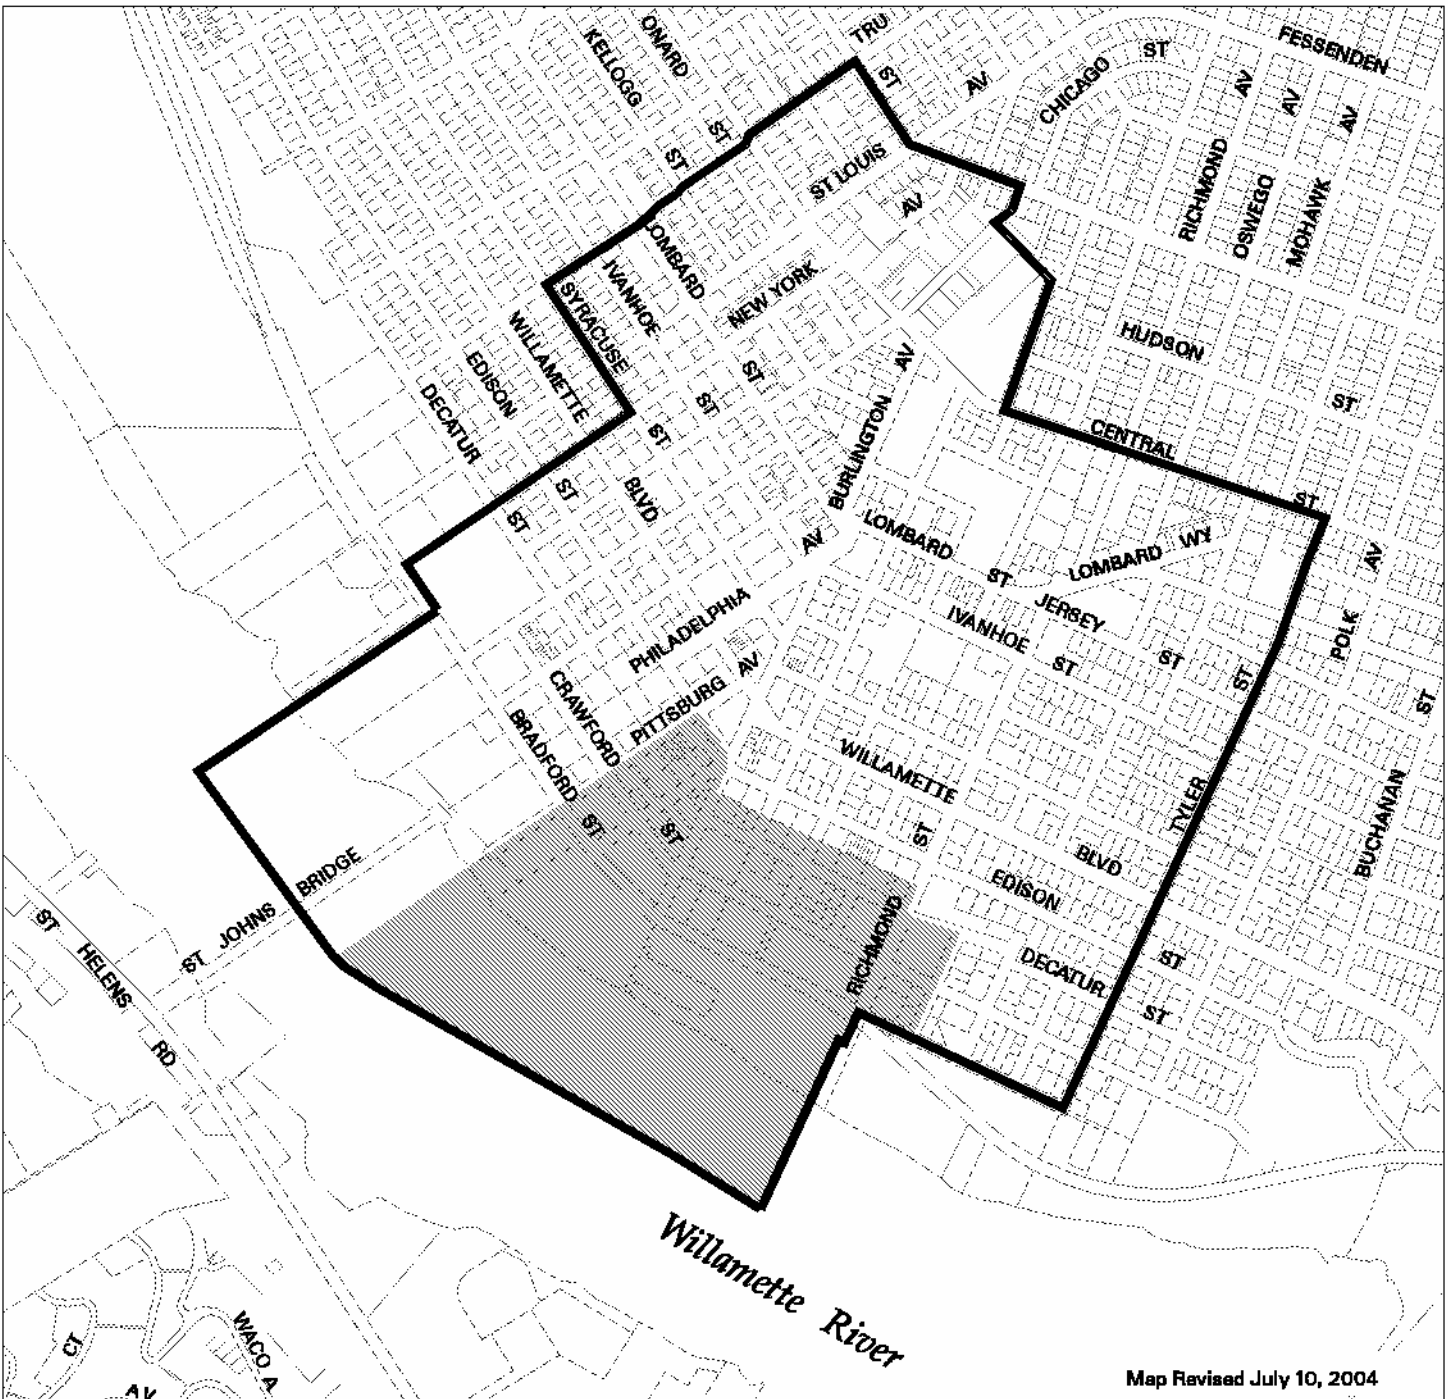 ONARD
KELLOGG
ST
ST
TRU
ST
AV
CHICAGO
ST
FESSENDEN
AV
AV
AV
RICHMOND
OSWEGO
MOHAWK
ST LOUIS
AV
LOMBARD
IVANHOE
SYRACUSE
NEW YORK
WILLAMETTE
EDISON
DECATUR
HUDSON
ST
ST
ST
ST
AV
BURLINGTON
CENTRAL
ST
ST
BLVD
ST
AV
LOMBARD
ST
LOMBARD WY
JERSEY
ST
IVANHOE
ST
AV
POLK
ST
ST
BUCHANAN
PHILADELPHIA
PITTSBURG AV
CRAWFORD
BRADFORD
ST
ST
WILLAMETTE
ST
BLVD
TYLER
EDISON
ST
DECATUR
ST
RICHMOND
ST JOHNS BRIDGE
ST HELENS RD
Willamette River
WACO A
CT
AV
Map Revised July 10, 2004